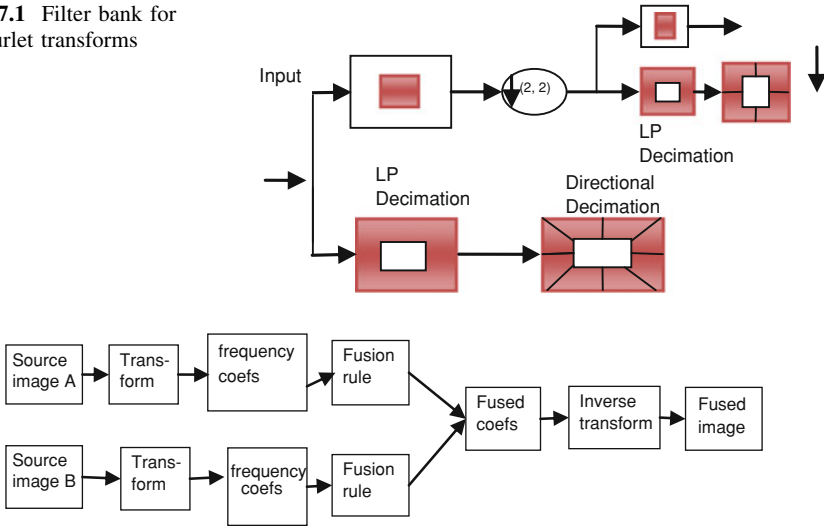 7.1 Filter bank for
urlet transforms
Input
(2, 2)
LP
Decimation
LP
Decimation
Directional
Decimation
Source
image A
Trans-
form
frequency
coefs
Fusion
rule
Fused
coefs
Inverse
transform
Fused
image
Source
image B
Trans-
form
frequency
coefs
Fusion
rule